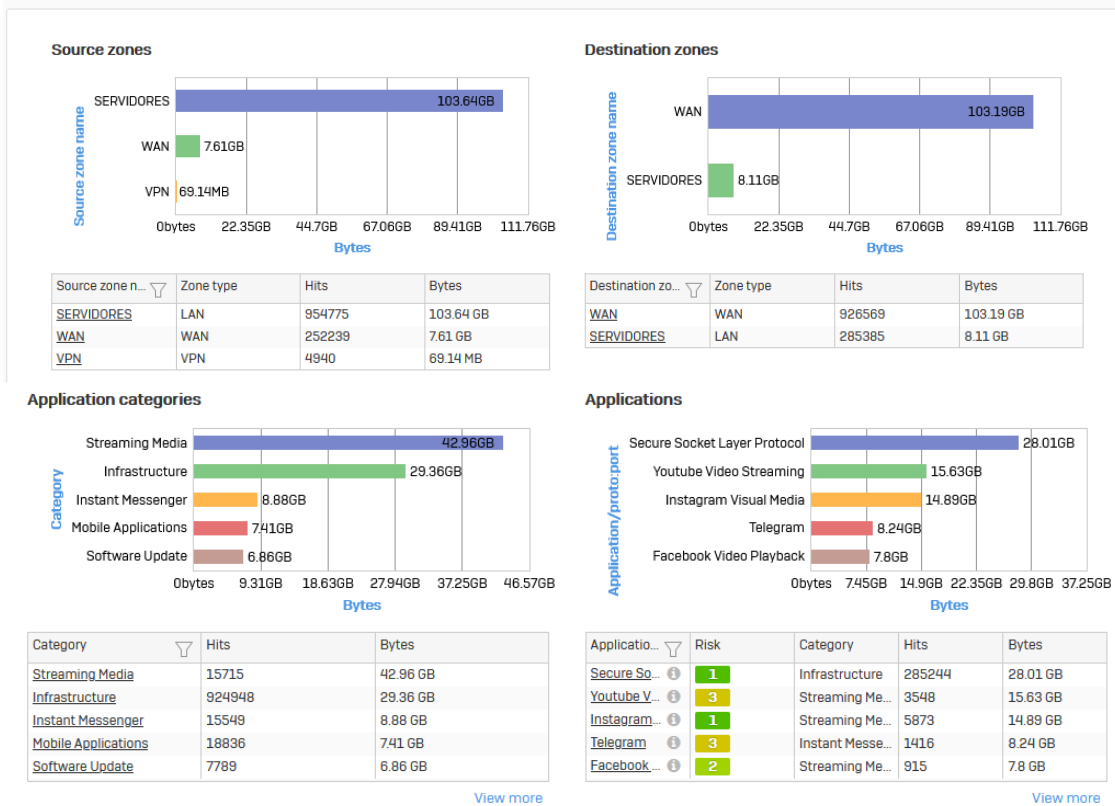 Source zones
Source zone name
SERVIDORES 103.64GB
WAN 7.61GB
VPN 69.14MB
0bytes 22.35GB 44.7GB 67.06GB 89.41GB 111.76GB
Bytes
Source zone n... Zone type Hits Bytes
SERVIDORES LAN 954775 103.64 GB
WAN WAN 252239 7.61 GB
VPN VPN 4940 69.14 MB
Destination zones
Destination zone name
WAN 103.19GB
SERVIDORES 8.11GB
0bytes 22.35GB 44.7GB 67.06GB 89.41GB 111.76GB
Bytes
Destination zo... Zone type Hits Bytes
WAN WAN 926569 103.19 GB
SERVIDORES LAN 285385 8.11 GB
Application categories
Category
Streaming Media 42.96GB
Infrastructure 29.36GB
Instant Messenger 8.88GB
Mobile Applications 7.41GB
Software Update 6.86GB
0bytes 9.31GB 18.63GB 27.94GB 37.25GB 46.57GB
Bytes
Category Hits Bytes
Streaming Media 15715 42.96 GB
Infrastructure 924948 29.36 GB
Instant Messenger 15549 8.88 GB
Mobile Applications 18836 7.41 GB
Software Update 7789 6.86 GB
View more
Applications
Application/proto:port
Secure Socket Layer Protocol 28.01GB
Youtube Video Streaming 15.63GB
Instagram Visual Media 14.89GB
Telegram 8.24GB
Facebook Video Playback 7.8GB
0bytes 7.45GB 14.9GB 22.35GB 29.8GB 37.25GB
Bytes
Applicatio... Risk Category Hits Bytes
Secure So... 1 Infrastructure 285244 28.01 GB
Youtube V... 3 Streaming Me... 3548 15.63 GB
Instagram... 1 Streaming Me... 5873 14.89 GB
Telegram 3 Instant Messe... 1416 8.24 GB
Facebook ... 2 Streaming Me... 915 7.8 GB
View more